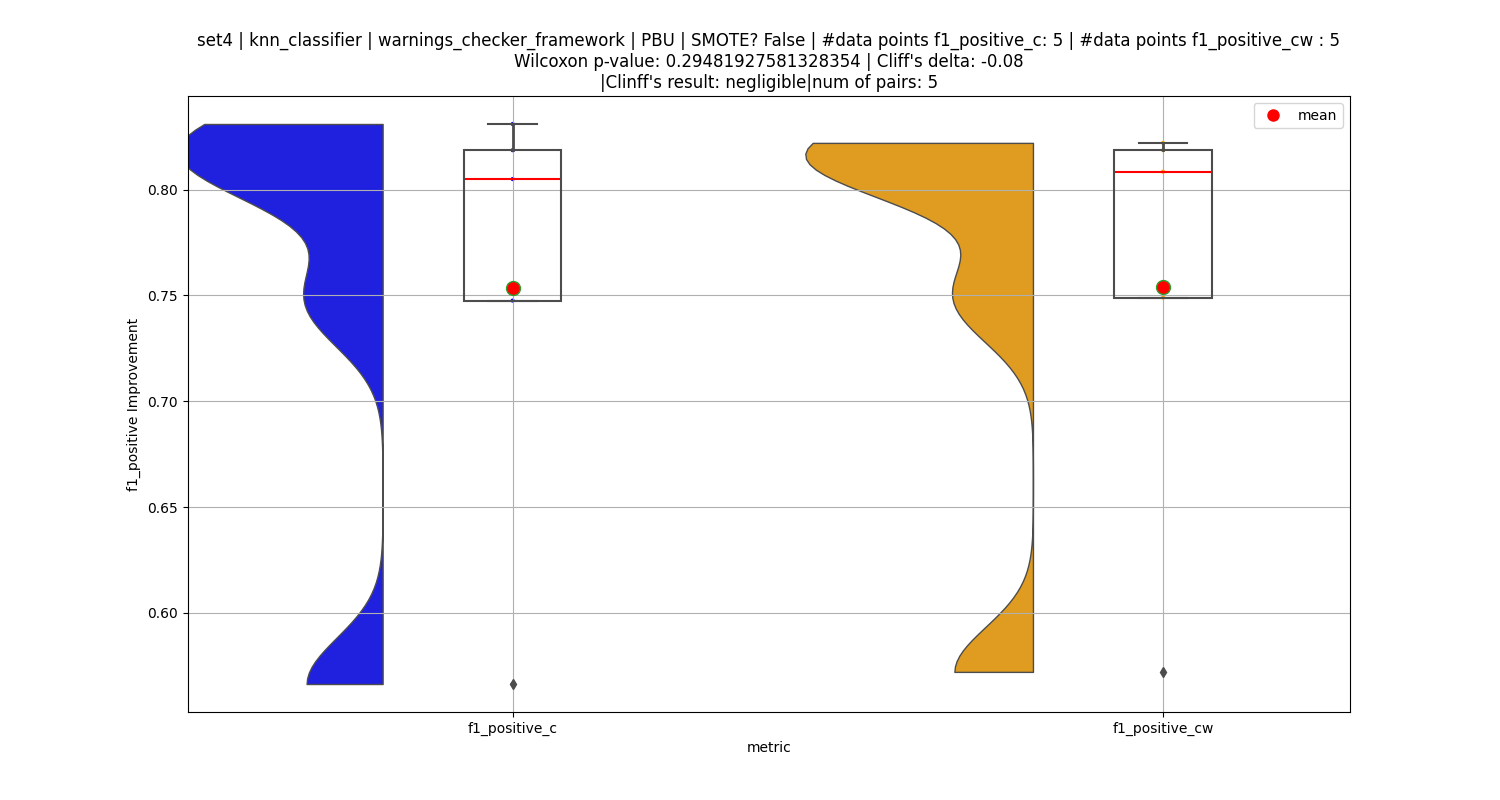 set4 | knn_classifier | warnings_checker_framework | PBU | SMOTE? False | #data points f1_positive_c: 5 | #data points f1_positive_cw : 5
Wilcoxon p-value: 0.29481927581328354 | Cliff's delta: -0.08
|Clinff's result: negligible|num of pairs: 5
mean
f1_positive Improvement
0.80
0.75
0.70
0.65
0.60
f1_positive_c
f1_positive_cw
metric